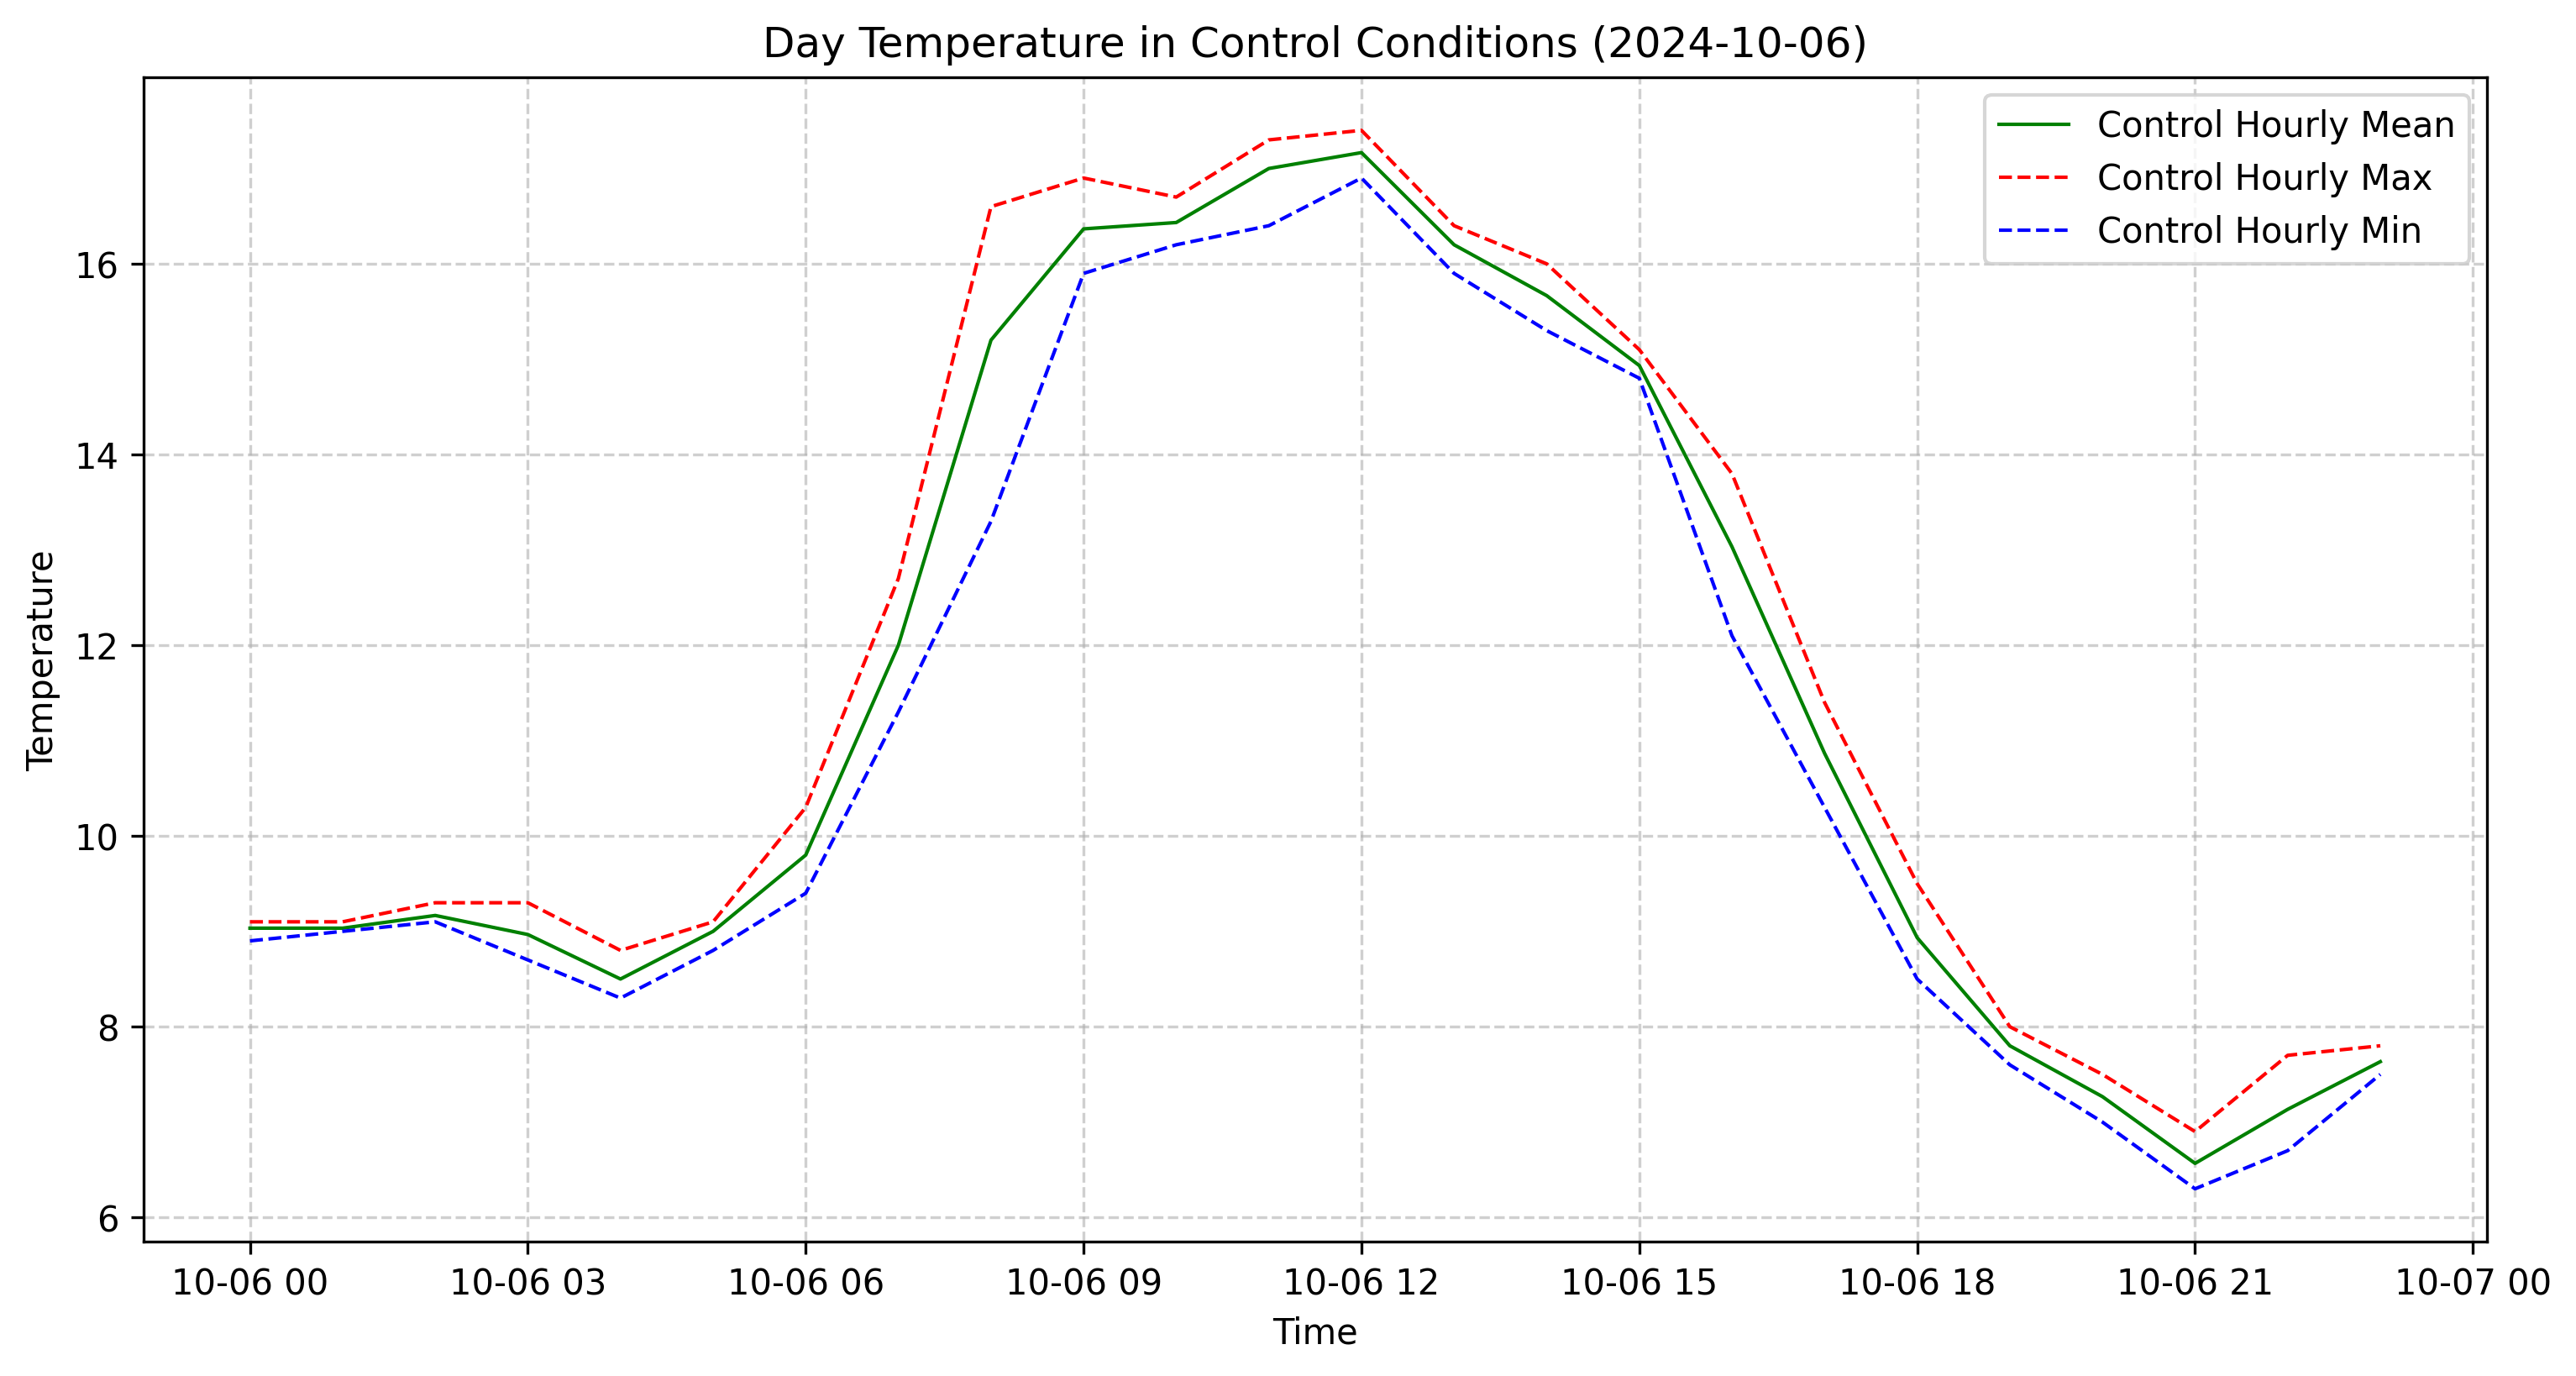 Day Temperature in Control Conditions (2024-10-06)
Control Hourly Mean
Control Hourly Max
Control Hourly Min
16
14
12
10
8
6
Temperature
10-06 00
10-06 03
10-06 06
10-06 09
10-06 12
10-06 15
10-06 18
10-06 21
10-07 00
Time